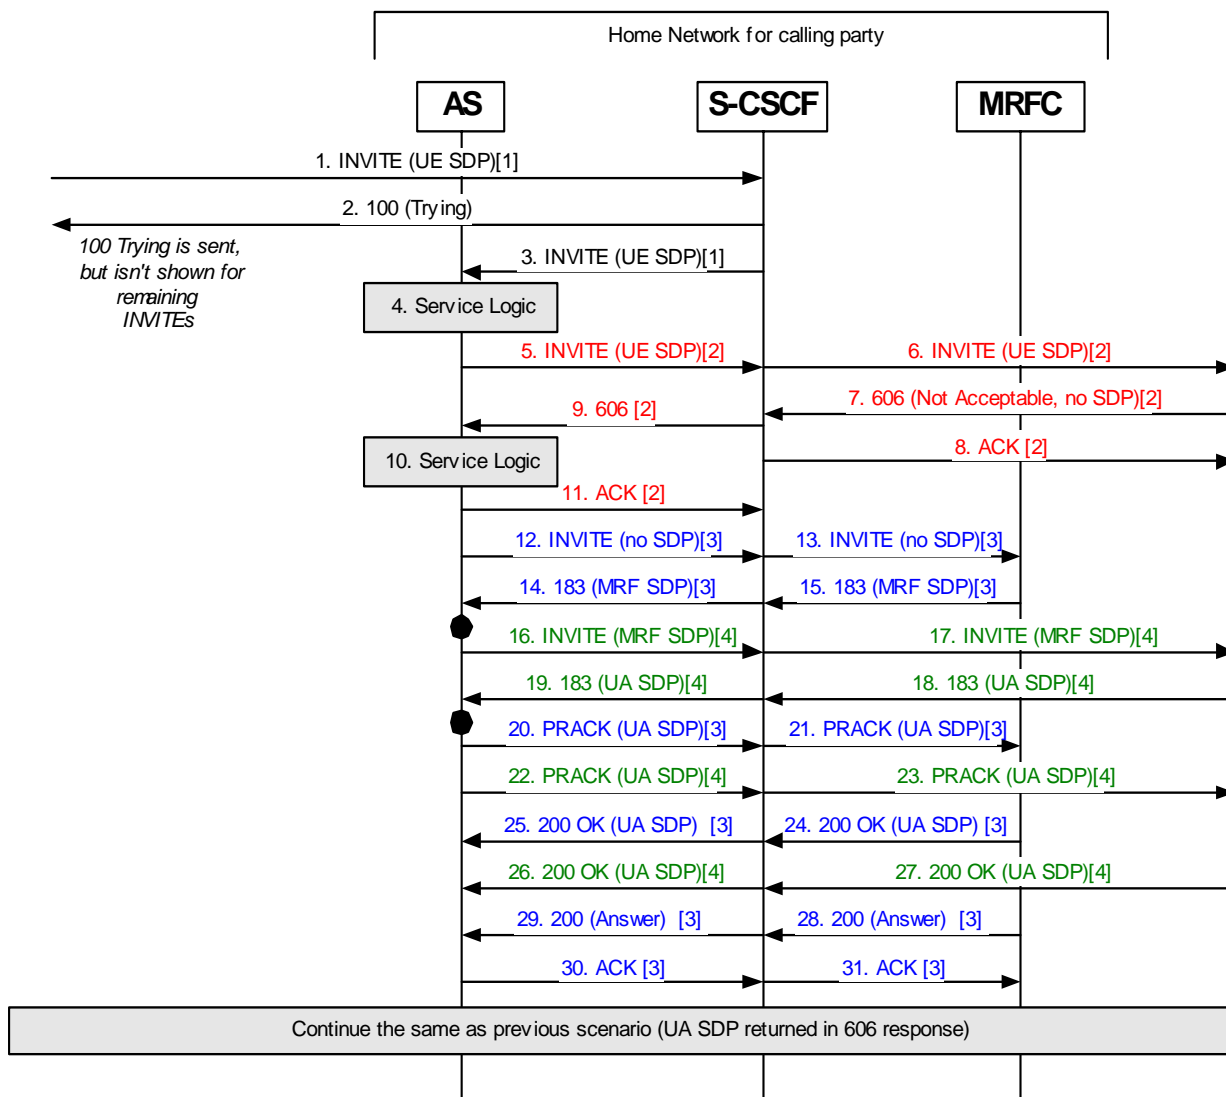 Home Network for calling party
AS
S-CSCF
MRFC
1. INVITE (UE SDP)[1]
2. 100 (Trying)
100 Trying is sent,
but isn't shown for
remaining
INVITEs
3. INVITE (UE SDP)[1]
4. Service Logic
5. INVITE (UE SDP)[2]
6. INVITE (UE SDP)[2]
7. 606 (Not Acceptable, no SDP)[2]
9. 606 [2]
10. Service Logic
8. ACK [2]
11. ACK [2]
12. INVITE (no SDP)[3]
13. INVITE (no SDP)[3]
14. 183 (MRF SDP)[3]
15. 183 (MRF SDP)[3]
16. INVITE (MRF SDP)[4]
17. INVITE (MRF SDP)[4]
19. 183 (UA SDP)[4]
18. 183 (UA SDP)[4]
20. PRACK (UA SDP)[3]
21. PRACK (UA SDP)[3]
22. PRACK (UA SDP)[4]
23. PRACK (UA SDP)[4]
25. 200 OK (UA SDP) [3]
24. 200 OK (UA SDP) [3]
26. 200 OK (UA SDP)[4]
27. 200 OK (UA SDP)[4]
29. 200 (Answer) [3]
28. 200 (Answer) [3]
30. ACK [3]
31. ACK [3]
Continue the same as previous scenario (UA SDP returned in 606 response)